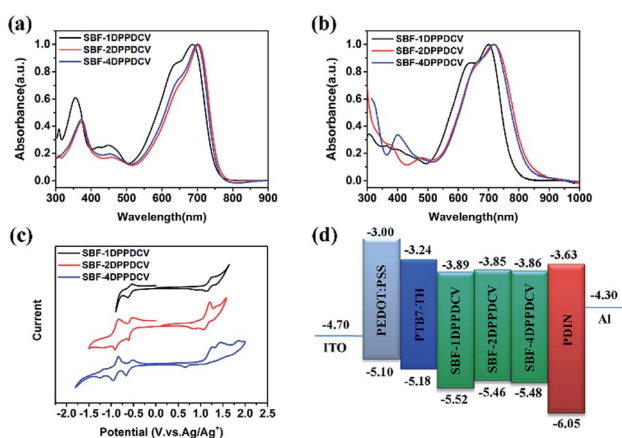 (a)
SBF-1DPPDCV
SBF-2DPPDCV
SBF-4DPPDCV
Absorbance(a.u.)
1.0
0.8
0.6
0.4
0.2
0.0
300 400 500 600 700 800 900
Wavelength(nm)
(b)
SBF-1DPPDCV
SBF-2DPPDCV
SBF-4DPPDCV
Absorbance(a.u.)
1.0
0.8
0.6
0.4
0.2
0.0
300 400 500 600 700 800 900 1000
Wavelength(nm)
(c)
SBF-1DPPDCV
SBF-2DPPDCV
SBF-4DPPDCV
Current
-2.0 -1.5 -1.0 -0.5 0.0 0.5 1.0 1.5 2.0 2.5
Potential (V.vs.Ag/Ag⁺)
(d)
-3.00
-3.24
-3.89
-3.85
-3.86
-3.63
-4.30
Al
-4.70
ITO
PEDOT:PSS
PTB7-TH
SBF-1DPPDCV
SBF-2DPPDCV
SBF-4DPPDCV
PDIN
-5.10
-5.18
-5.52
-5.46
-5.48
-6.05